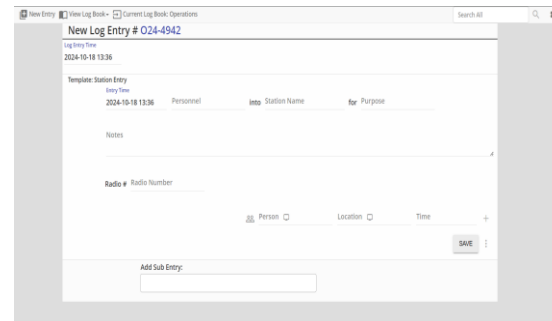 New Entry View Log Book Current Log Book: Operations Search All
New Log Entry # O24-4942
Log Entry Time
2024-10-18 13:36
Template: Station Entry
Entry Time
2024-10-18 13:36 Personnel into Station Name for Purpose
Notes
Radio # Radio Number
Person Location Time
SAVE
Add Sub Entry: